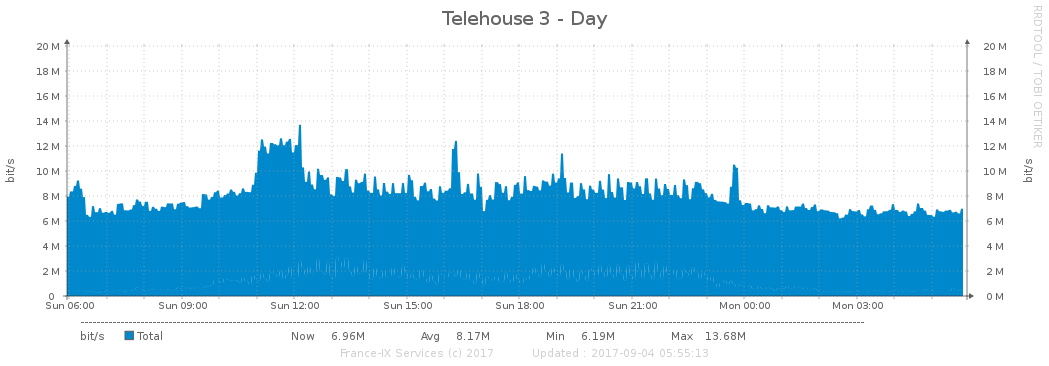 Telehouse 3 - Day
RRDTOOL / TOBI OETIKER
bit/s
20 M 20 M
18 M 18 M
16 M 16 M
14 M 14 M
12 M 12 M
10 M 10 M
8 M 8 M
6 M 6 M
4 M 4 M
2 M 2 M
0 0 M
bit/s
Sun 06:00 Sun 09:00 Sun 12:00 Sun 15:00 Sun 18:00 Sun 21:00 Mon 00:00 Mon 03:00
bit/s Total Now 6.96M Avg 8.17M Min 6.19M Max 13.68M
France-IX Services (c) 2017 Updated : 2017-09-04 05:55:13